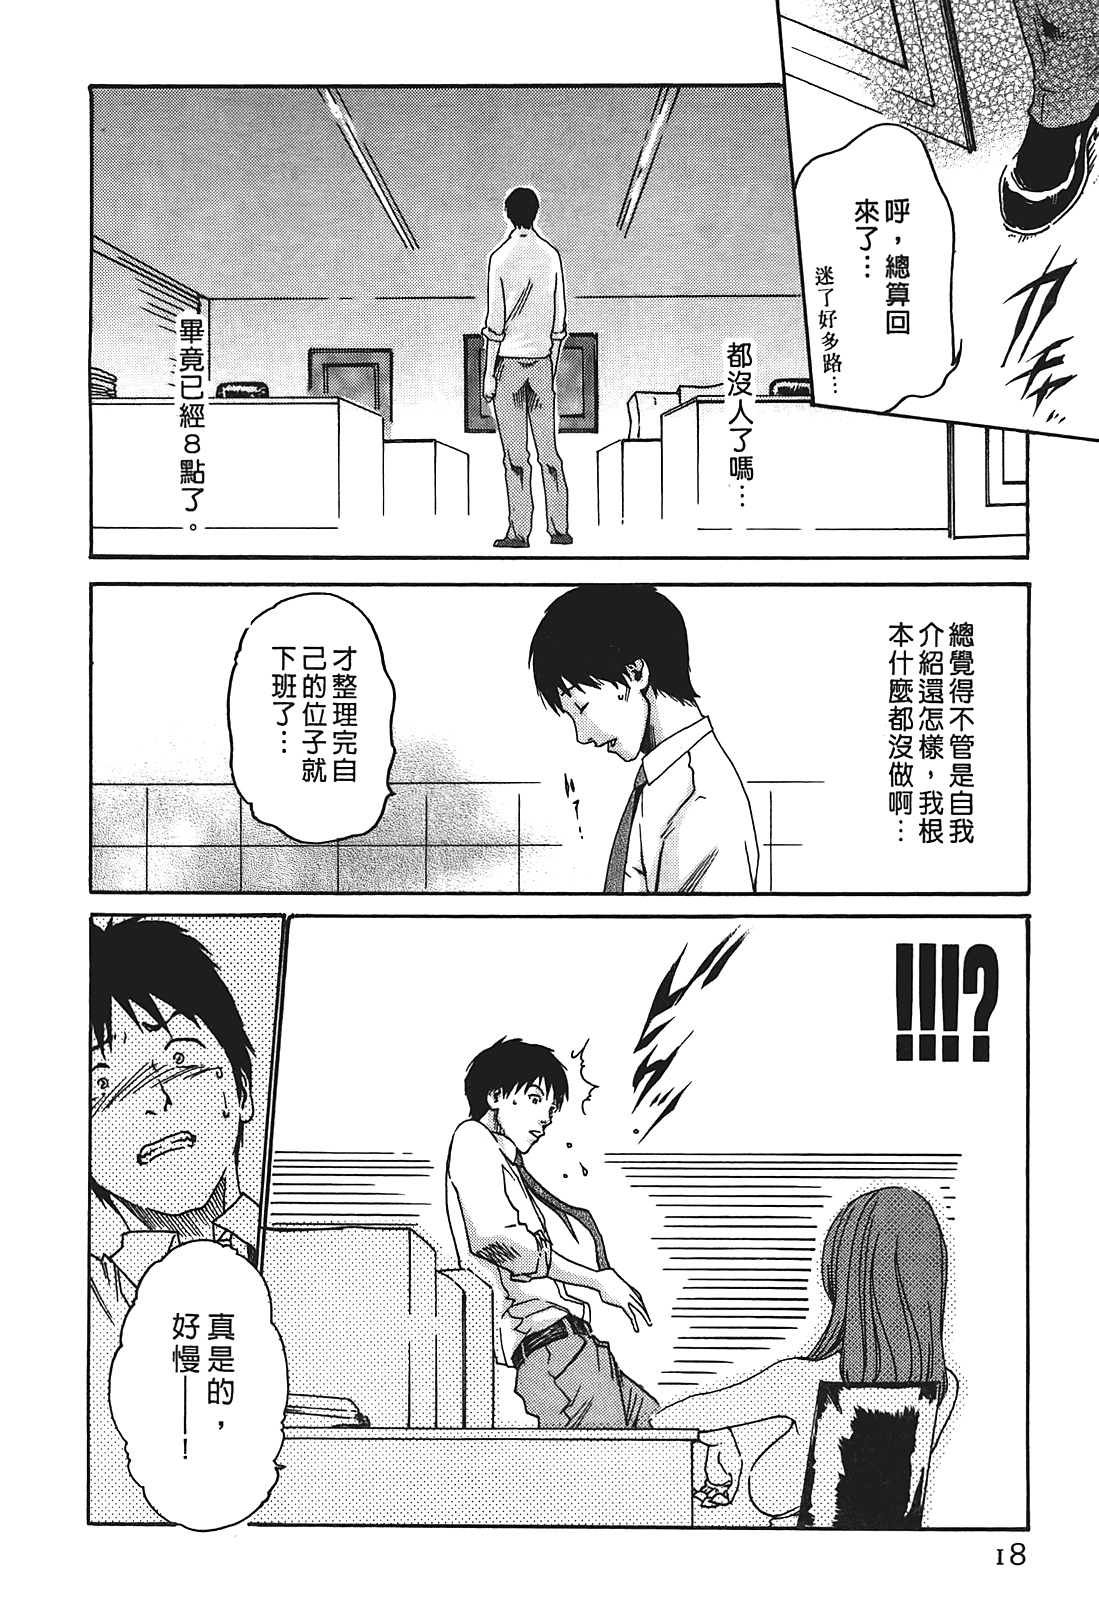 呼，總算回
來了…
迷了好多路…
ガチャ
都沒人了嗎…
畢竟已經8點了。
總覺得不管是自我
介紹還怎樣，我根
本什麼都沒做啊…
才整理完自
己的位子就
下班了…
!!!?
真是的，
好慢——!
18